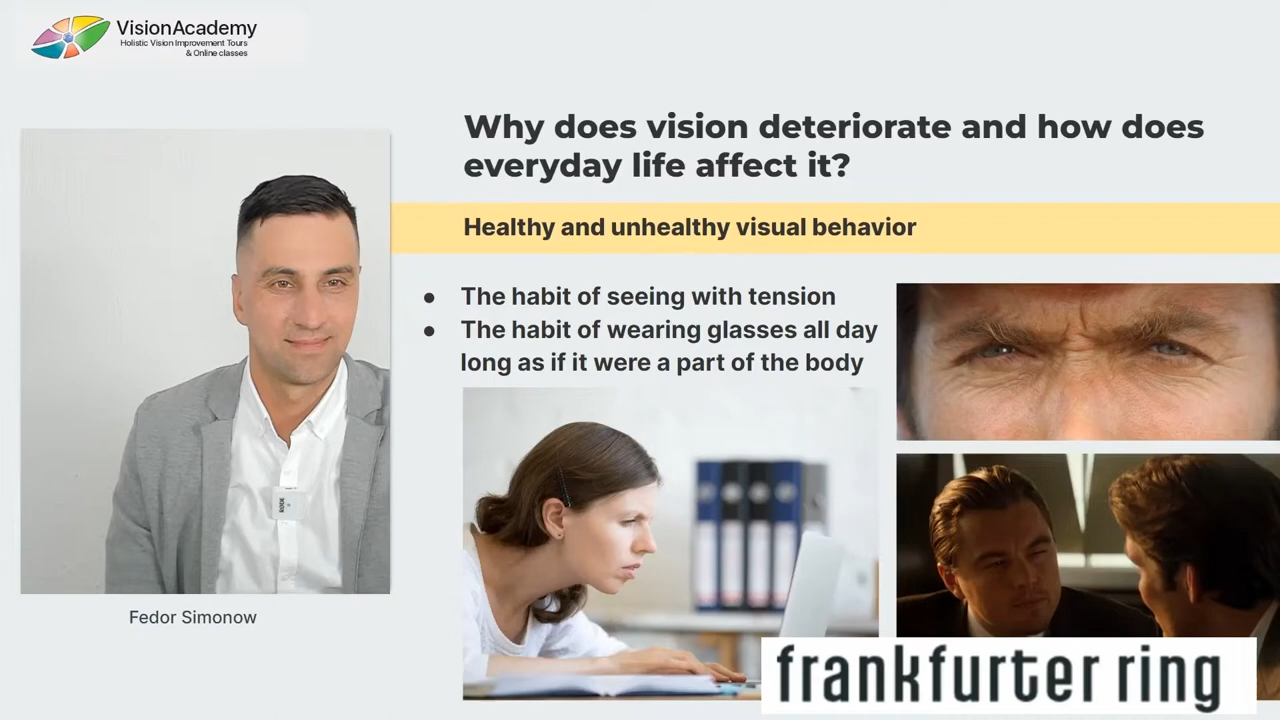 VisionAcademy
Holistic Vision Improvement Tours
& Online classes
Why does vision deteriorate and how does
everyday life affect it?
Healthy and unhealthy visual behavior
● The habit of seeing with tension
● The habit of wearing glasses all day
long as if it were a part of the body
Fedor Simonow
frankfurter ring